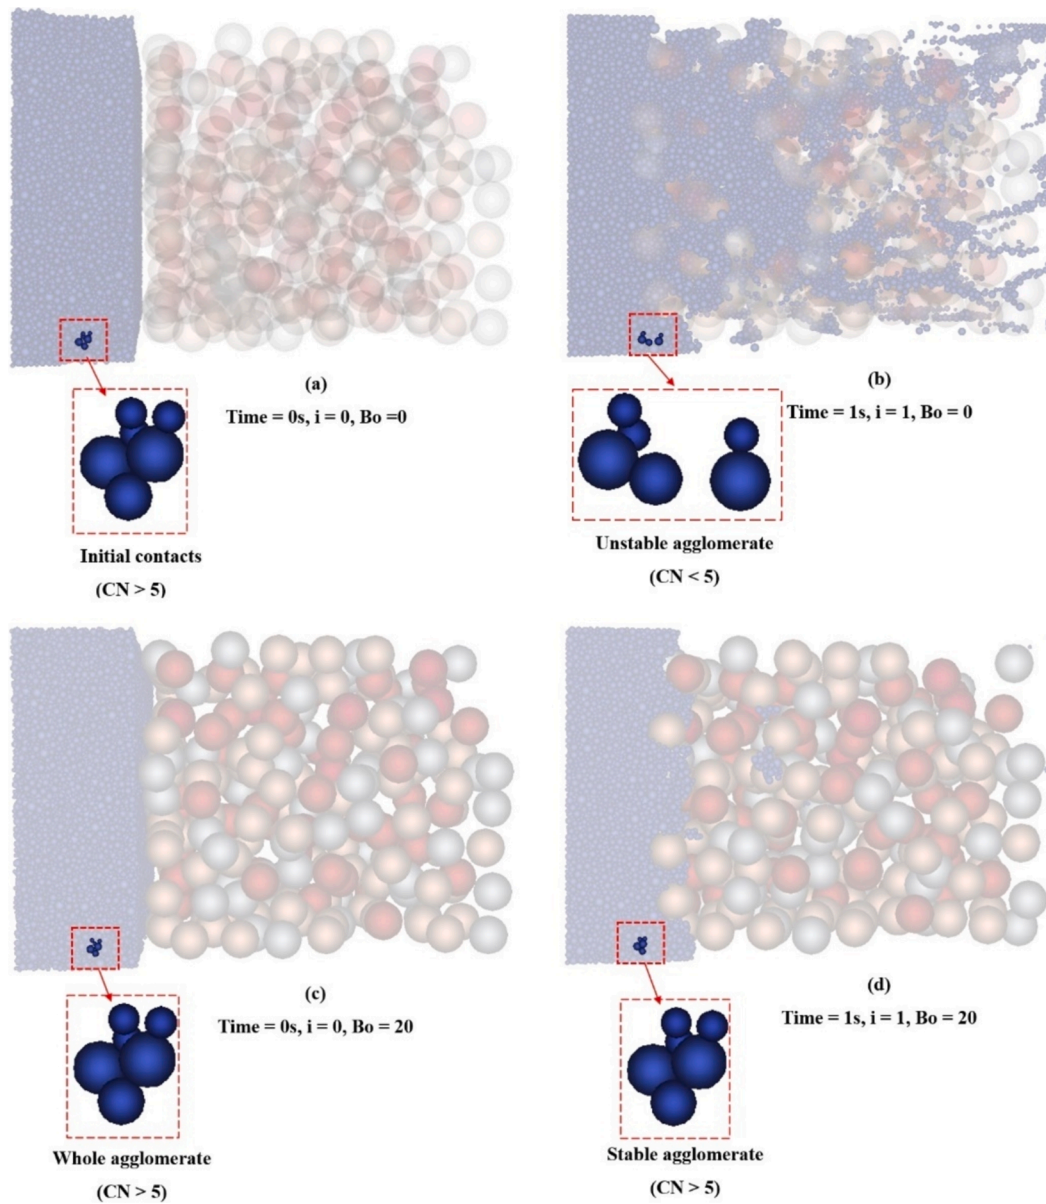 (a)
Time = 0s, i = 0, Bo =0
Initial contacts
(CN > 5)
(b)
Time = 1s, i = 1, Bo = 0
Unstable agglomerate
(CN < 5)
(c)
Time = 0s, i = 0, Bo = 20
Whole agglomerate
(CN > 5)
(d)
Time = 1s, i = 1, Bo = 20
Stable agglomerate
(CN > 5)